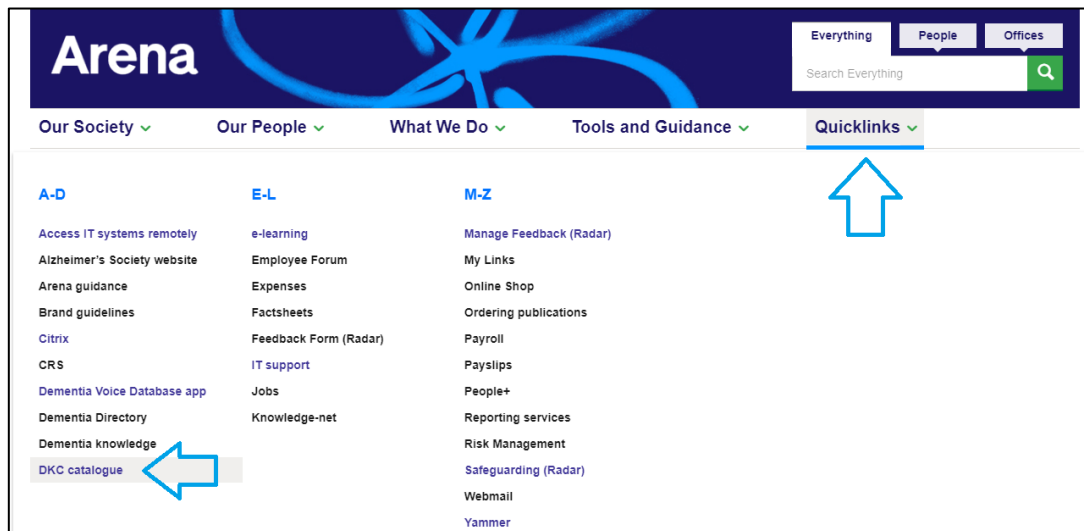 Arena
Everything People Offices
Search Everything
Our Society Our People What We Do Tools and Guidance Quicklinks
A-D
Access IT systems remotely
Alzheimer's Society website
Arena guidance
Brand guidelines
Citrix
CRS
Dementia Voice Database app
Dementia Directory
Dementia knowledge
DKC catalogue
E-L
e-learning
Employee Forum
Expenses
Factsheets
Feedback Form (Radar)
IT support
Jobs
Knowledge-net
M-Z
Manage Feedback (Radar)
My Links
Online Shop
Ordering publications
Payroll
Payslips
People+
Reporting services
Risk Management
Safeguarding (Radar)
Webmail
Yammer